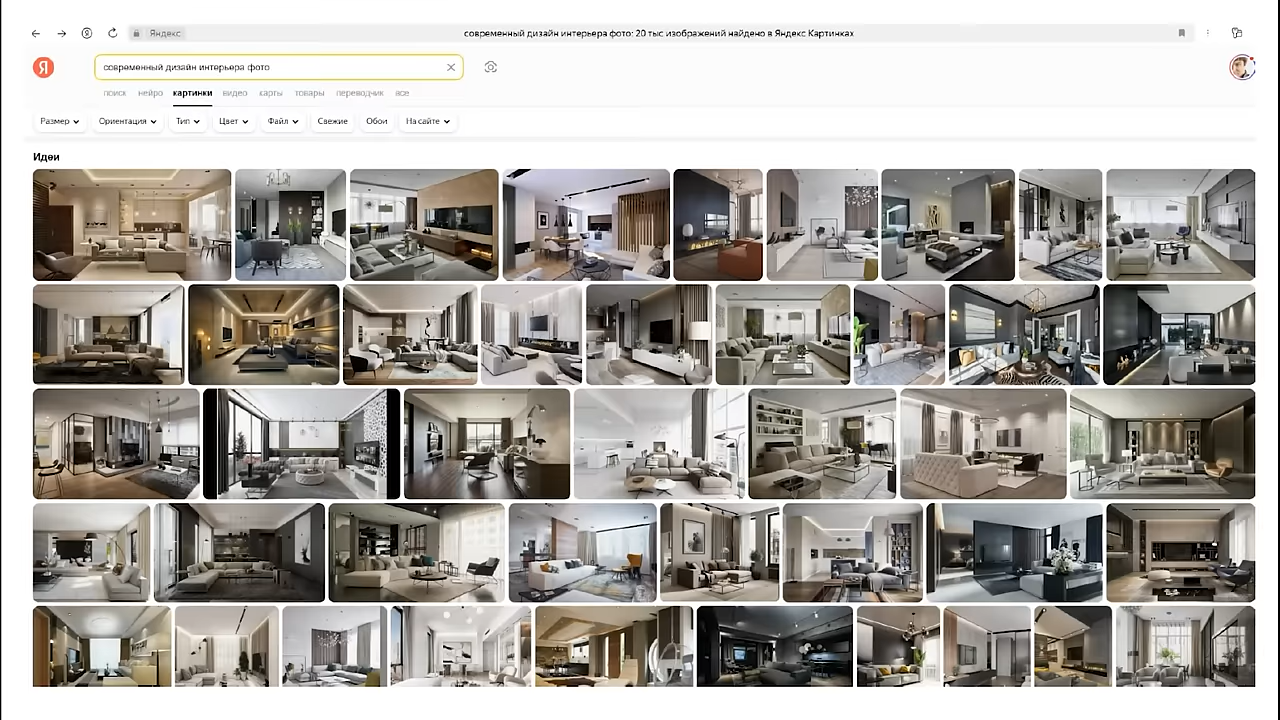 Яндекс
современный дизайн интерьера фото: 20 тыс изображений найдено в Яндекс Картинках
Я
современный дизайн интерьера фото
поиск нейро картинки видео карты товары переводчик все
Размер Ориентация Тип Цвет Файл Свежие Обои На сайте
Идеи